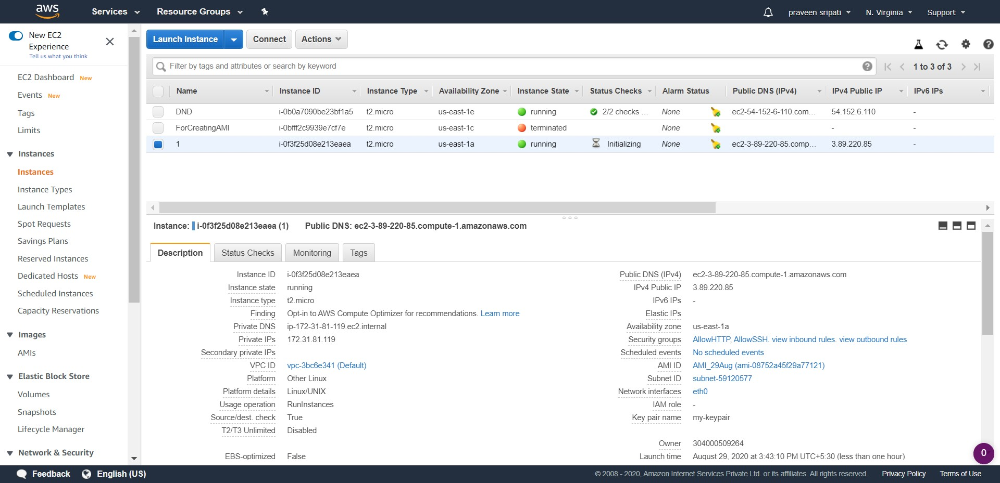 aws Services Resource Groups praveen sripati N. Virginia Support
New EC2
Experience
Tell us what you think
EC2 Dashboard New
Events New
Tags
Limits
Instances
Instances
Instance Types
Launch Templates
Spot Requests
Savings Plans
Reserved Instances
Dedicated Hosts New
Scheduled Instances
Capacity Reservations
Images
AMIs
Elastic Block Store
Volumes
Snapshots
Lifecycle Manager
Network & Security
Launch Instance Connect Actions
Filter by tags and attributes or search by keyword 1 to 3 of 3
Name Instance ID Instance Type Availability Zone Instance State Status Checks Alarm Status Public DNS (IPv4) IPv4 Public IP IPv6 IPs
DND i-0b0a7090be23bf1a5 t2.micro us-east-1e running 2/2 checks ... None ec2-54-152-6-110.com... 54.152.6.110 -
ForCreatingAMI i-0bfff2c9939e7cf7e t2.micro us-east-1c terminated None - -
1 i-0f3f25d08e213eaea t2.micro us-east-1a running Initializing None ec2-3-89-220-85.comp... 3.89.220.85 -
Instance: i-0f3f25d08e213eaea (1) Public DNS: ec2-3-89-220-85.compute-1.amazonaws.com
Description Status Checks Monitoring Tags
Instance ID i-0f3f25d08e213eaea
Instance state running
Instance type t2.micro
Finding Opt-in to AWS Compute Optimizer for recommendations. Learn more
Private DNS ip-172-31-81-119.ec2.internal
Private IPs 172.31.81.119
Secondary private IPs
VPC ID vpc-3bc6e341 (Default)
Platform Other Linux
Platform details Linux/UNIX
Usage operation RunInstances
Source/dest. check True
T2/T3 Unlimited Disabled
EBS-optimized False
Public DNS (IPv4) ec2-3-89-220-85.compute-1.amazonaws.com
IPv4 Public IP 3.89.220.85
IPv6 IPs -
Elastic IPs
Availability zone us-east-1a
Security groups AllowHTTP, AllowSSH. view inbound rules. view outbound rules
Scheduled events No scheduled events
AMI ID AMI_29Aug (ami-08752a45f29a77121)
Subnet ID subnet-59120577
Network interfaces eth0
IAM role -
Key pair name my-keypair
Owner 304000509264
Launch time August 29, 2020 at 3:43:10 PM UTC+5:30 (less than one hour)
0
Feedback English (US) © 2008 - 2020, Amazon Internet Services Private Ltd. or its affiliates. All rights reserved. Privacy Policy Terms of Use